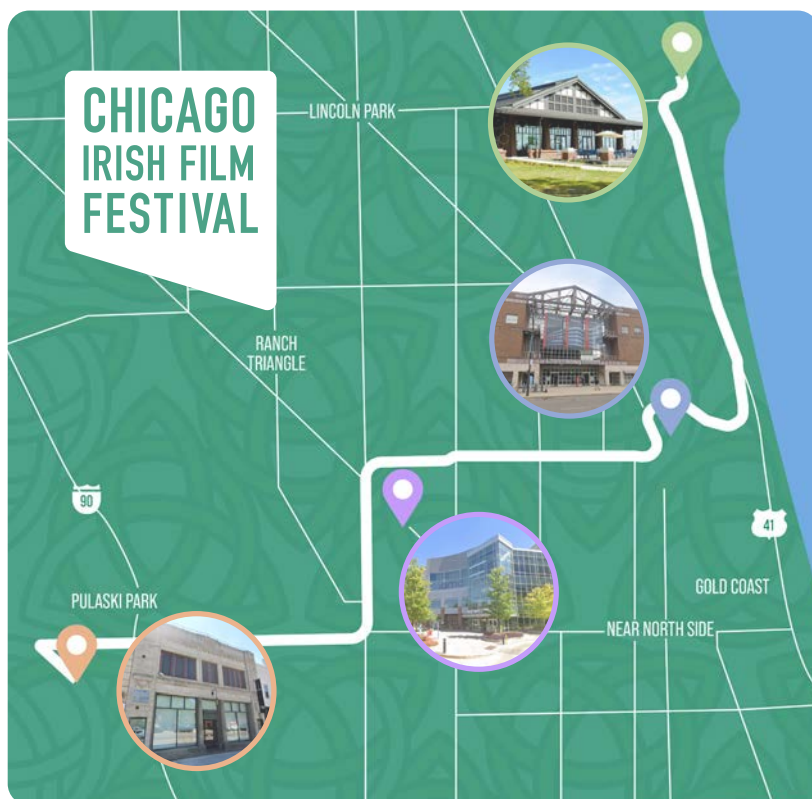 CHICAGO
IRISH FILM
FESTIVAL
LINCOLN PARK
RANCH
TRIANGLE
90
41
GOLD COAST
PULASKI PARK
NEAR NORTH SIDE